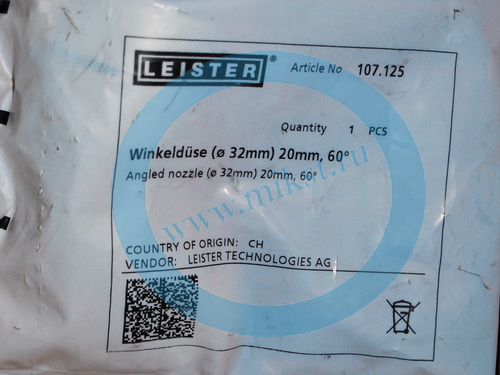 LEISTER® Article No 107.125
Quantity 1 PCS
Winkeldüse (ø 32mm) 20mm, 60°
Angled nozzle (ø 32mm) 20mm, 60°
www.mikst.ru
COUNTRY OF ORIGIN: CH
VENDOR: LEISTER TECHNOLOGIES AG